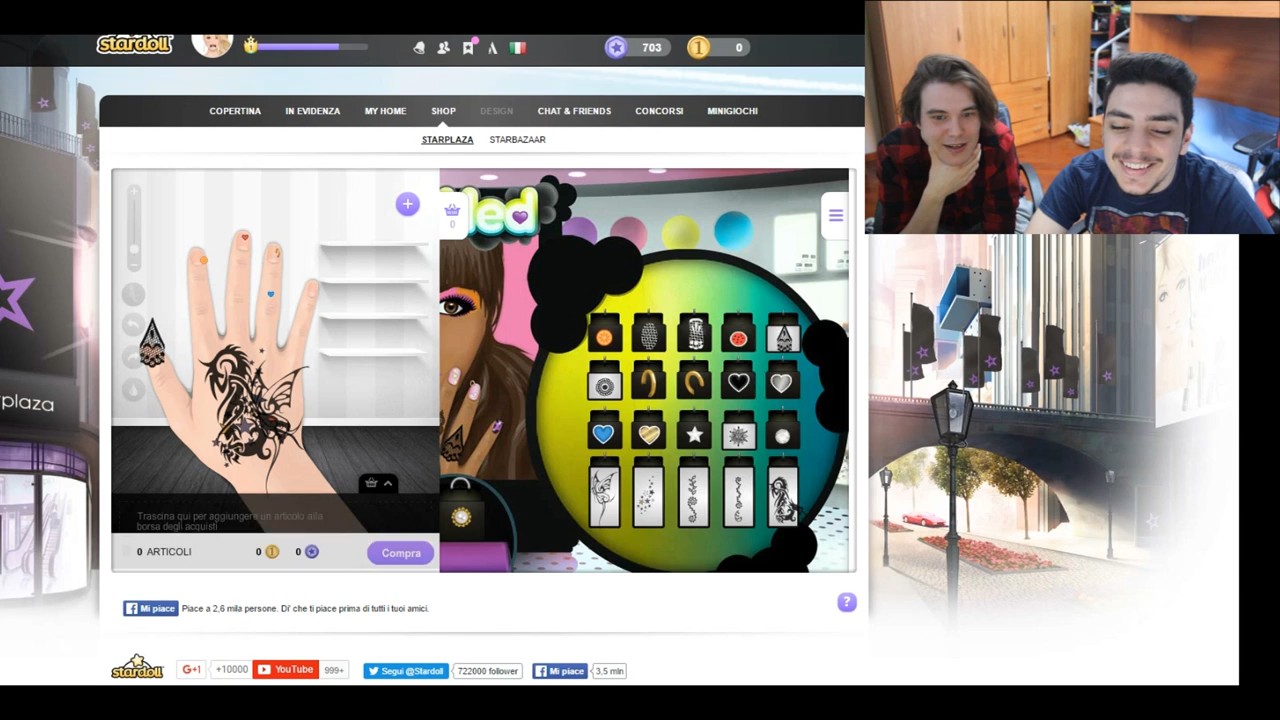 stardoll
703
1
0
COPERTINA IN EVIDENZA MY HOME SHOP DESIGN CHAT & FRIENDS CONCORSI MINIGIOCHI
STARPLAZA STARBAZAAR
led
0
plaza
Trascina qui per aggiungere un articolo alla
borsa degli acquisti
0 ARTICOLI 0 1 0 Compra
Mi piace Piace a 2,6 mila persone. Di' che ti piace prima di tutti i tuoi amici.
?
stardoll G+1 +10000 YouTube 999+ Segui @Stardoll 722000 follower Mi piace 3,5 mln